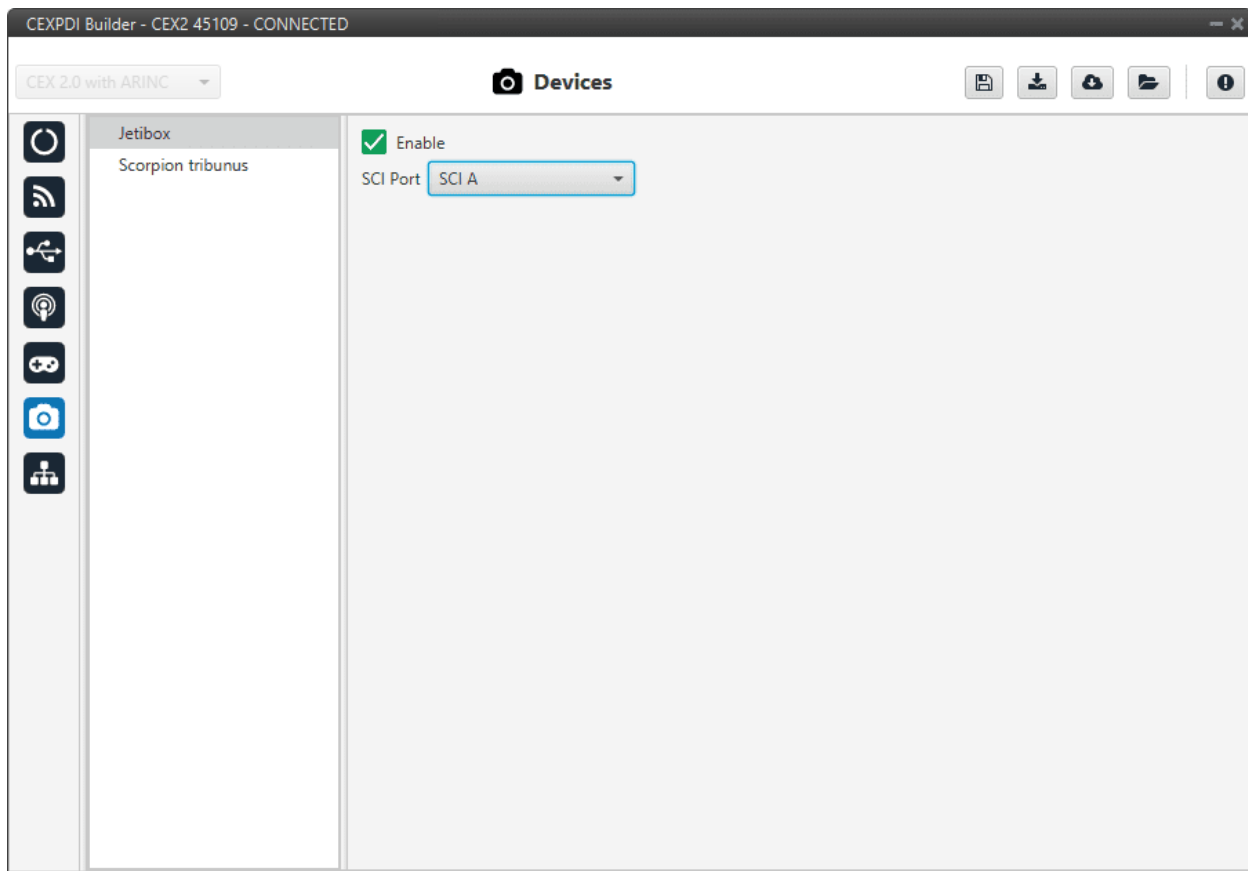 CEXPDI Builder - CEX2 45109 - CONNECTED
CEX 2.0 with ARINC
Devices
Jetibox
Scorpion tribunus
Enable
SCI Port SCI A